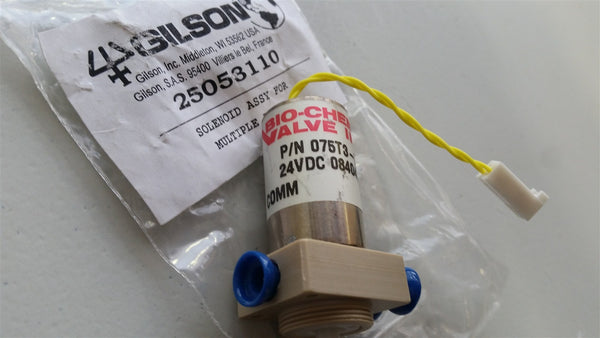 GILSON
Gilson, Inc. Middleton, WI 53562 USA
Gilson, S.A.S. 95400 Villiers le Bel, France
25053110
SOLENOID ASSY FOR
MULTIPLE
BIO-CHE
VALVE
P/N 075T3-
24VDC 0840
COMM